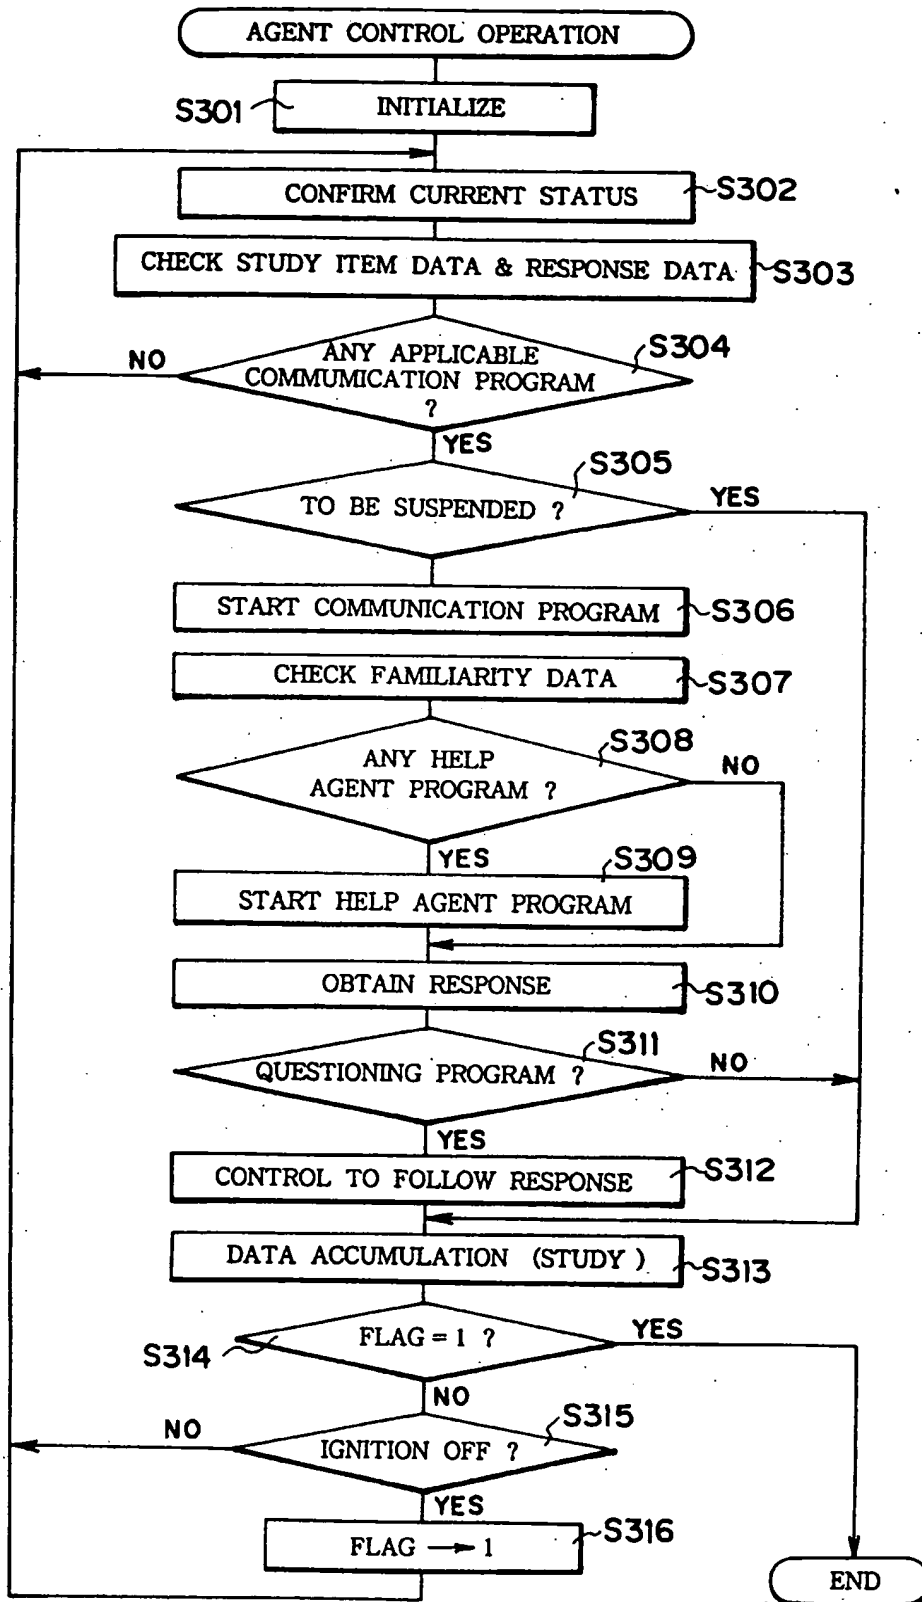 AGENT CONTROL OPERATION
S301
INITIALIZE
CONFIRM CURRENT STATUS
S302
CHECK STUDY ITEM DATA & RESPONSE DATA
S303
NO
ANY APPLICABLE
COMMUMICATION PROGRAM
?
S304
YES
S305
TO BE SUSPENDED ?
YES
START COMMUNICATION PROGRAM
S306
CHECK FAMILIARITY DATA
S307
S308
ANY HELP
AGENT PROGRAM ?
NO
YES
S309
START HELP AGENT PROGRAM
OBTAIN RESPONSE
S310
S311
QUESTIONING PROGRAM ?
NO
YES
CONTROL TO FOLLOW RESPONSE
S312
DATA ACCUMULATION (STUDY )
S313
S314
FLAG = 1 ?
YES
NO
NO
S315
IGNITION OFF ?
YES
FLAG → 1
S316
END